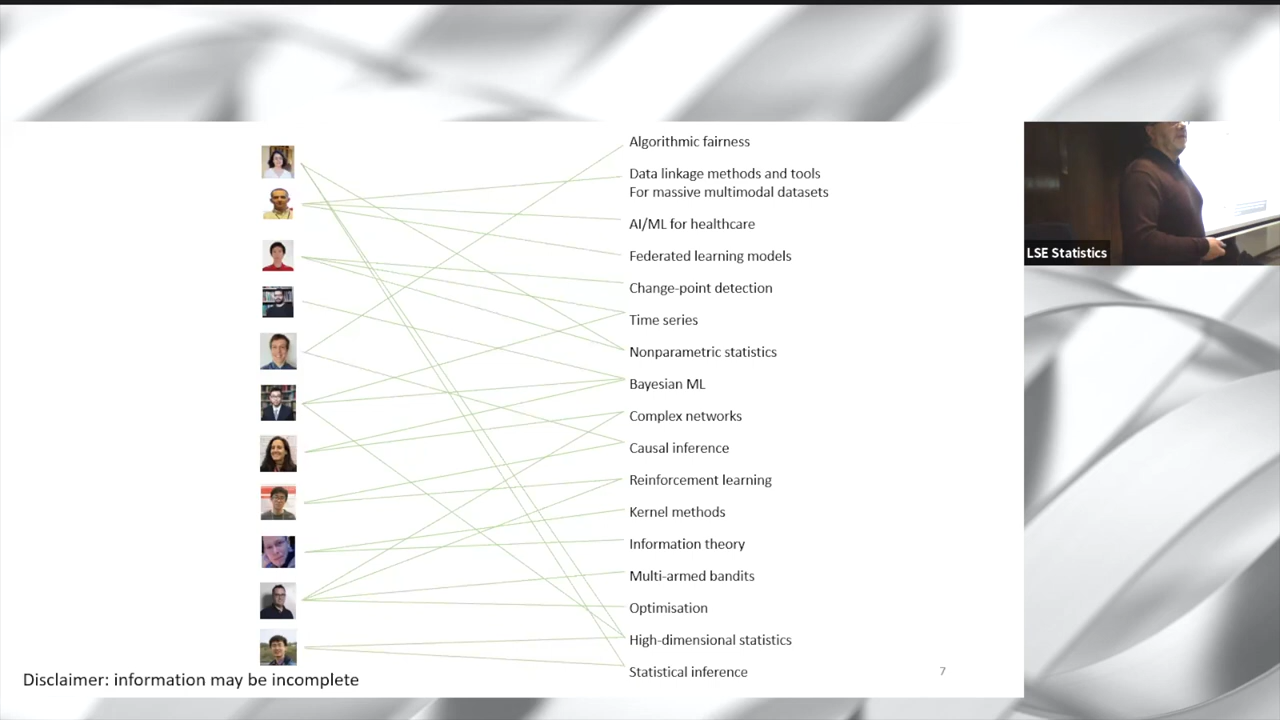 Algorithmic fairness
Data linkage methods and tools
For massive multimodal datasets
AI/ML for healthcare
Federated learning models
Change-point detection
Time series
Nonparametric statistics
Bayesian ML
Complex networks
Causal inference
Reinforcement learning
Kernel methods
Information theory
Multi-armed bandits
Optimisation
High-dimensional statistics
Statistical inference
7
Disclaimer: information may be incomplete
LSE Statistics